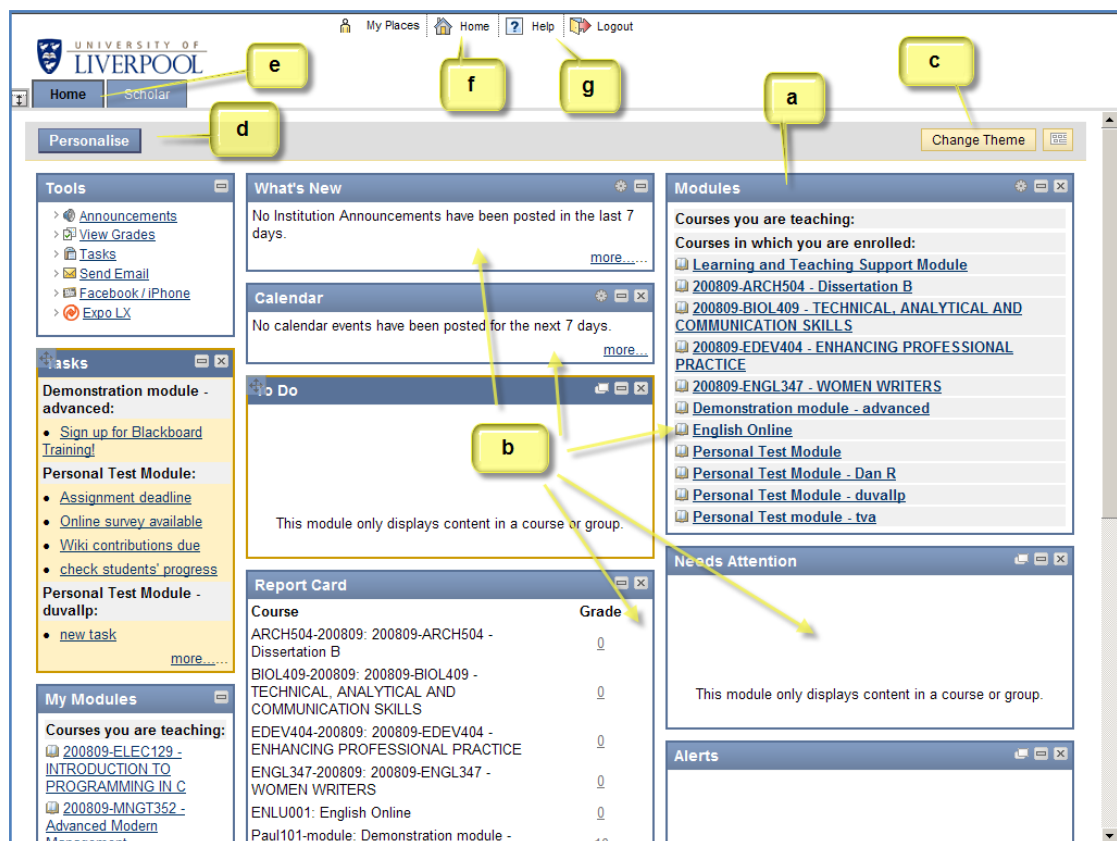 My Places Home Help Logout
UNIVERSITY OF
LIVERPOOL
e
f
g
c
a
Home Scholar
d
Personalise
Change Theme
Tools
Announcements
View Grades
Tasks
Send Email
Facebook / iPhone
Expo LX
Tasks
Demonstration module -
advanced:
Sign up for Blackboard
Training!
Personal Test Module:
Assignment deadline
Online survey available
Wiki contributions due
check students' progress
Personal Test Module -
duvallp:
new task
more......
My Modules
Courses you are teaching:
200809-ELEC129 -
INTRODUCTION TO
PROGRAMMING IN C
200809-MNGT352 -
Advanced Modern
What's New
No Institution Announcements have been posted in the last 7
days.
more......
Calendar
No calendar events have been posted for the next 7 days.
more...
To Do
b
This module only displays content in a course or group.
Report Card
Course Grade
ARCH504-200809: 200809-ARCH504 -
Dissertation B 0
BIOL409-200809: 200809-BIOL409 -
TECHNICAL, ANALYTICAL AND 0
COMMUNICATION SKILLS
EDEV404-200809: 200809-EDEV404 -
ENHANCING PROFESSIONAL PRACTICE 0
ENGL347-200809: 200809-ENGL347 -
WOMEN WRITERS 0
ENLU001: English Online 0
Paul101-module: Demonstration module -
Modules
Courses you are teaching:
Courses in which you are enrolled:
Learning and Teaching Support Module
200809-ARCH504 - Dissertation B
200809-BIOL409 - TECHNICAL, ANALYTICAL AND
COMMUNICATION SKILLS
200809-EDEV404 - ENHANCING PROFESSIONAL
PRACTICE
200809-ENGL347 - WOMEN WRITERS
Demonstration module - advanced
English Online
Personal Test Module
Personal Test Module - Dan R
Personal Test Module - duvallp
Personal Test module - tva
Needs Attention
This module only displays content in a course or group.
Alerts